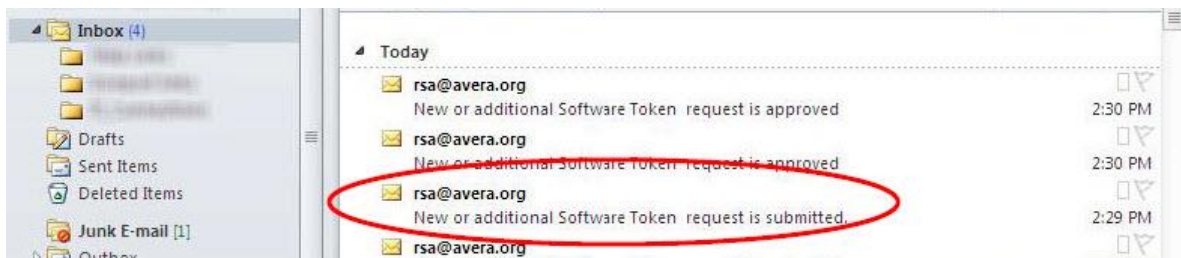 Inbox (4)
Drafts
Sent Items
Deleted Items
Junk E-mail [1]
Outbox
Today
rsa@avera.org
New or additional Software Token request is approved 2:30 PM
rsa@avera.org
New or additional Software Token request is approved 2:30 PM
rsa@avera.org
New or additional Software Token request is submitted. 2:29 PM
rsa@avera.org